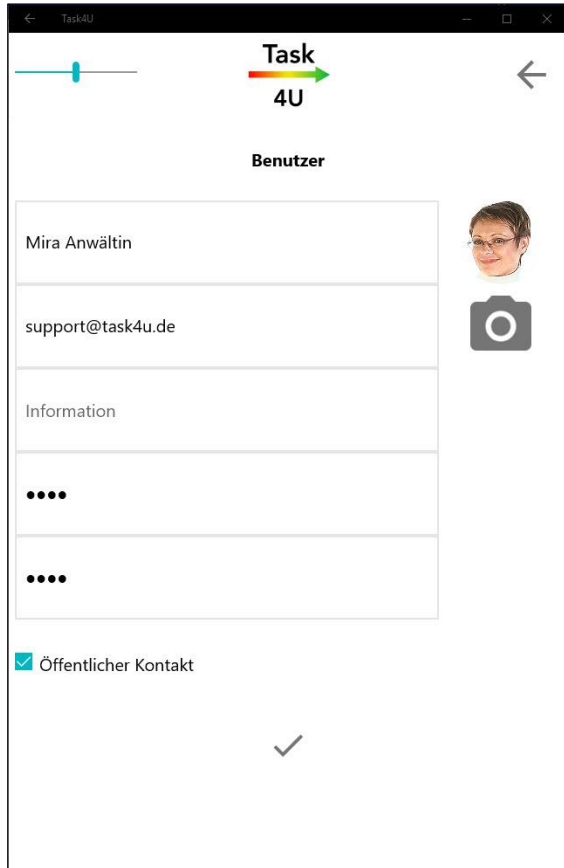 Task4U
Task
4U
Benutzer
Mira Anwältin
support@task4u.de
Information
••••
••••
Öffentlicher Kontakt